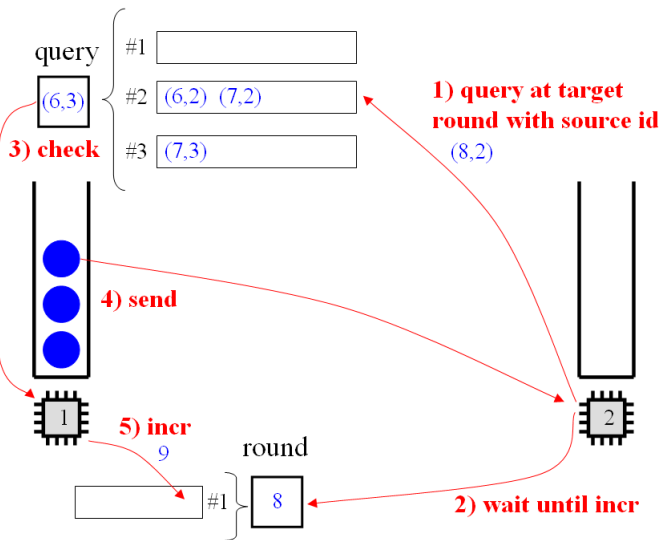 query
#1
(6,3)
#2
(6,2) (7,2)
#3
(7,3)
1) query at target
round with source id
(8,2)
3) check
4) send
1
2
5) incr
9
round
#1
8
2) wait until incr